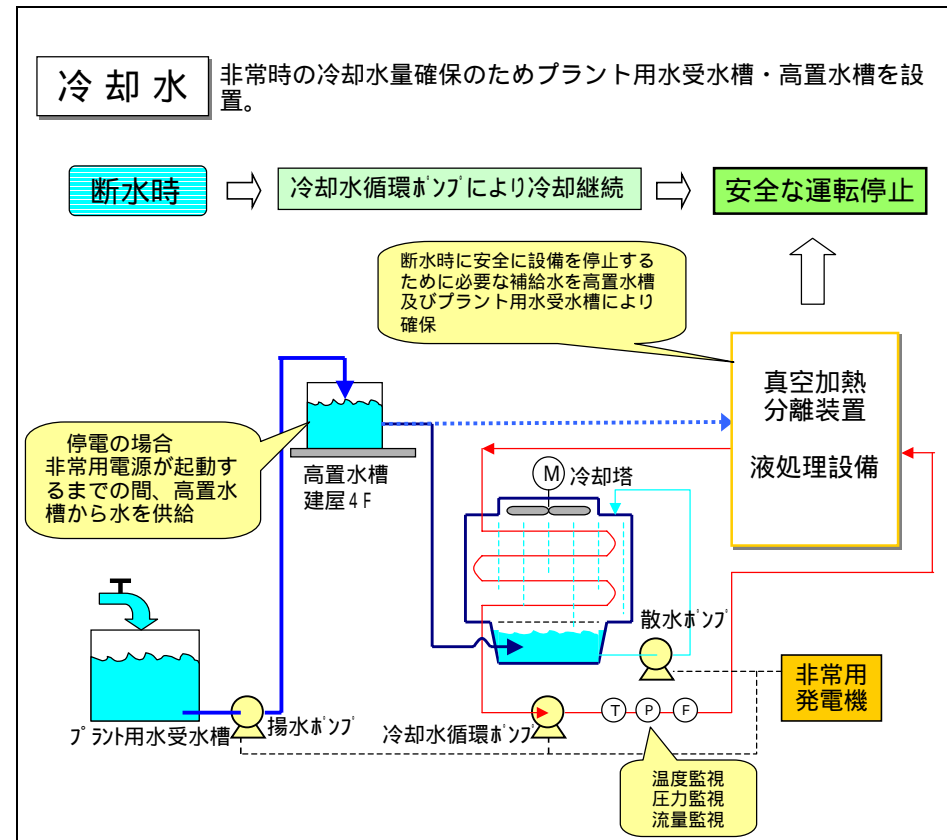 冷却水
非常時の冷却水量確保のためプラント用水受水槽・高置水槽を設
置。
断水時
冷却水循環ﾎﾟﾝﾌﾟにより冷却継続
安全な運転停止
断水時に安全に設備を停止する
ために必要な補給水を高置水槽
及びプラント用水受水槽により
確保
真空加熱
分離装置
液処理設備
停電の場合
非常用電源が起動す
るまでの間、高置水
槽から水を供給
高置水槽
建屋4F
M
冷却塔
散水ﾎﾟﾝﾌﾟ
非常用
発電機
ﾌﾟﾗﾝﾄ用水受水槽
揚水ﾎﾟﾝﾌﾟ
冷却水循環ﾎﾟﾝﾌﾟ
T P F
温度監視
圧力監視
流量監視